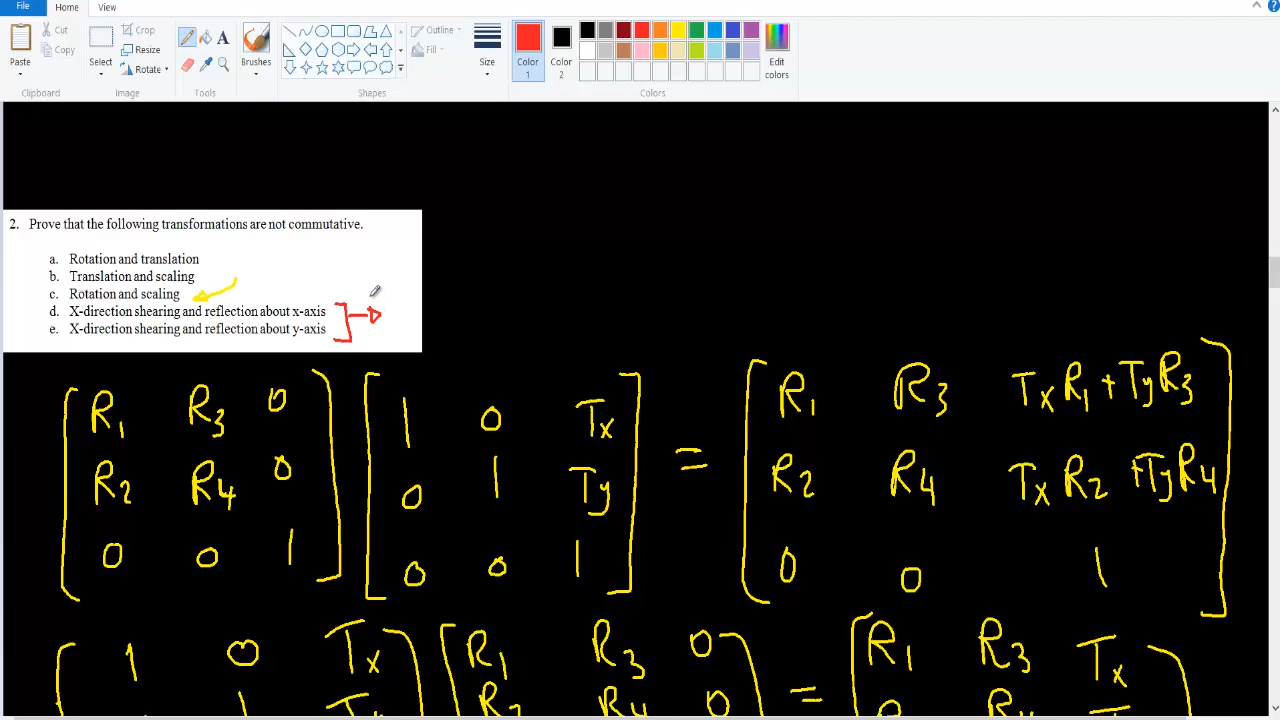 File Home View
Paste Cut Copy Select Crop Resize Rotate Brushes Outline Fill Size Color 1 Color 2 Edit colors
Clipboard Image Tools Shapes Colors
2. Prove that the following transformations are not commutative.
a. Rotation and translation
b. Translation and scaling
c. Rotation and scaling
d. X-direction shearing and reflection about x-axis
e. X-direction shearing and reflection about y-axis
R1 R3 0 1 0 Tx = R1 R3 TxR1+TyR3
R2 R4 0 0 1 Ty R2 R4 TxR2+TyR4
0 0 1 0 0 1 0 0 1
1 0 Tx R1 R3 0 = R1 R3 Tx